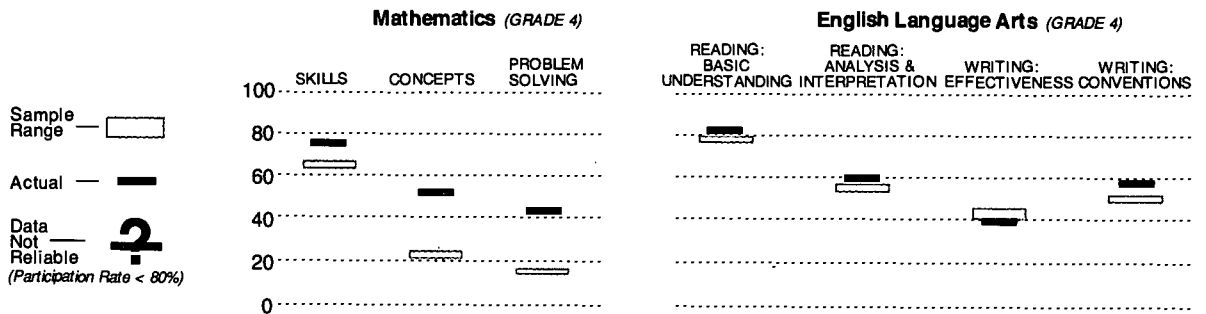 Mathematics (GRADE 4)
SKILLS
CONCEPTS
PROBLEM
SOLVING
100
80
60
40
20
0
Sample
Range
Actual
Data
Not
Reliable
?
(Participation Rate < 80%)
English Language Arts (GRADE 4)
READING:
BASIC
UNDERSTANDING
READING:
ANALYSIS &
INTERPRETATION
WRITING:
EFFECTIVENESS
WRITING:
CONVENTIONS